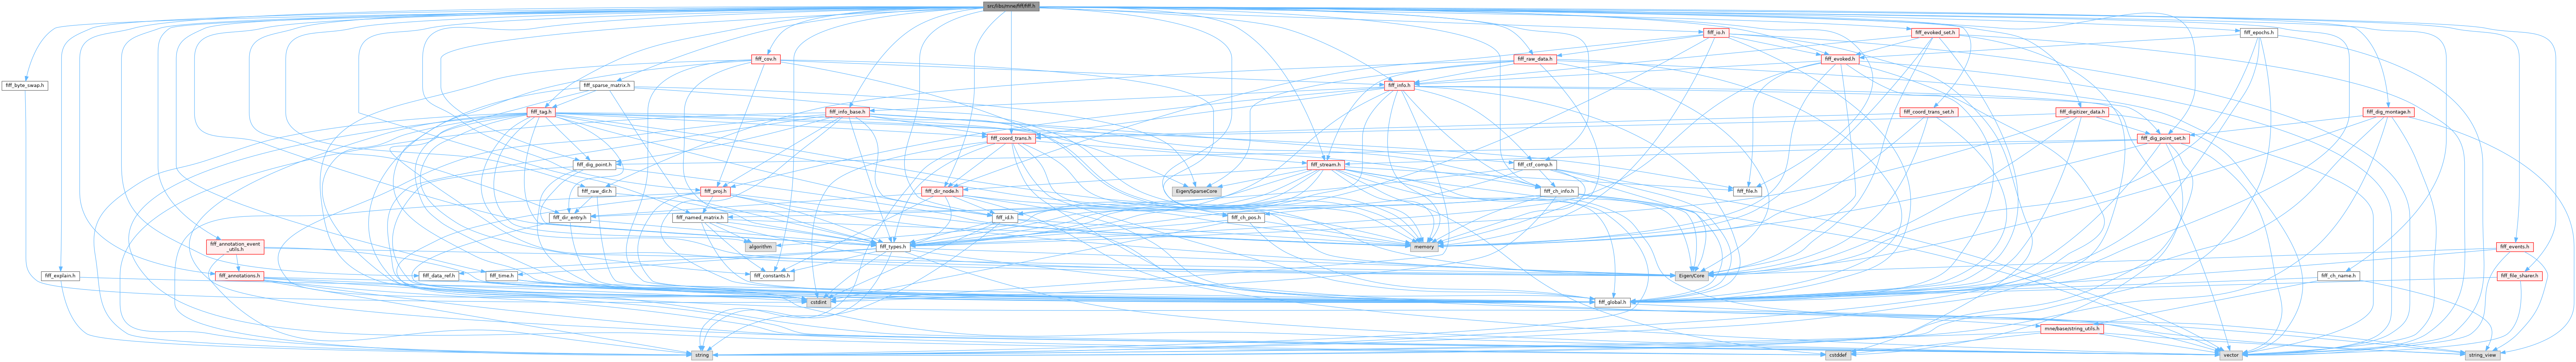 src/libs/mne/fiff/fiff.h
fiff_cov.h
fiff_io.h
fiff_evoked_set.h
fiff_epochs.h
fiff_raw_data.h
fiff_evoked.h
fiff_byte_swap.h
fiff_sparse_matrix.h
fiff_info.h
fiff_tag.h
fiff_info_base.h
fiff_coord_trans_set.h
fiff_digitizer_data.h
fiff_dig_montage.h
fiff_coord_trans.h
fiff_dig_point_set.h
fiff_dig_point.h
fiff_stream.h
fiff_ctf_comp.h
fiff_raw_dir.h
fiff_proj.h
fiff_dir_node.h
Eigen/SparseCore
fiff_ch_info.h
fiff_file.h
fiff_dir_entry.h
fiff_named_matrix.h
fiff_id.h
fiff_ch_pos.h
fiff_annotation_event
_utils.h
algorithm
fiff_types.h
memory
fiff_events.h
fiff_explain.h
fiff_annotations.h
fiff_data_ref.h
fiff_time.h
fiff_constants.h
Eigen/Core
fiff_ch_name.h
fiff_file_sharer.h
cstdint
fiff_global.h
mne/base/string_utils.h
string
cstddef
vector
string_view